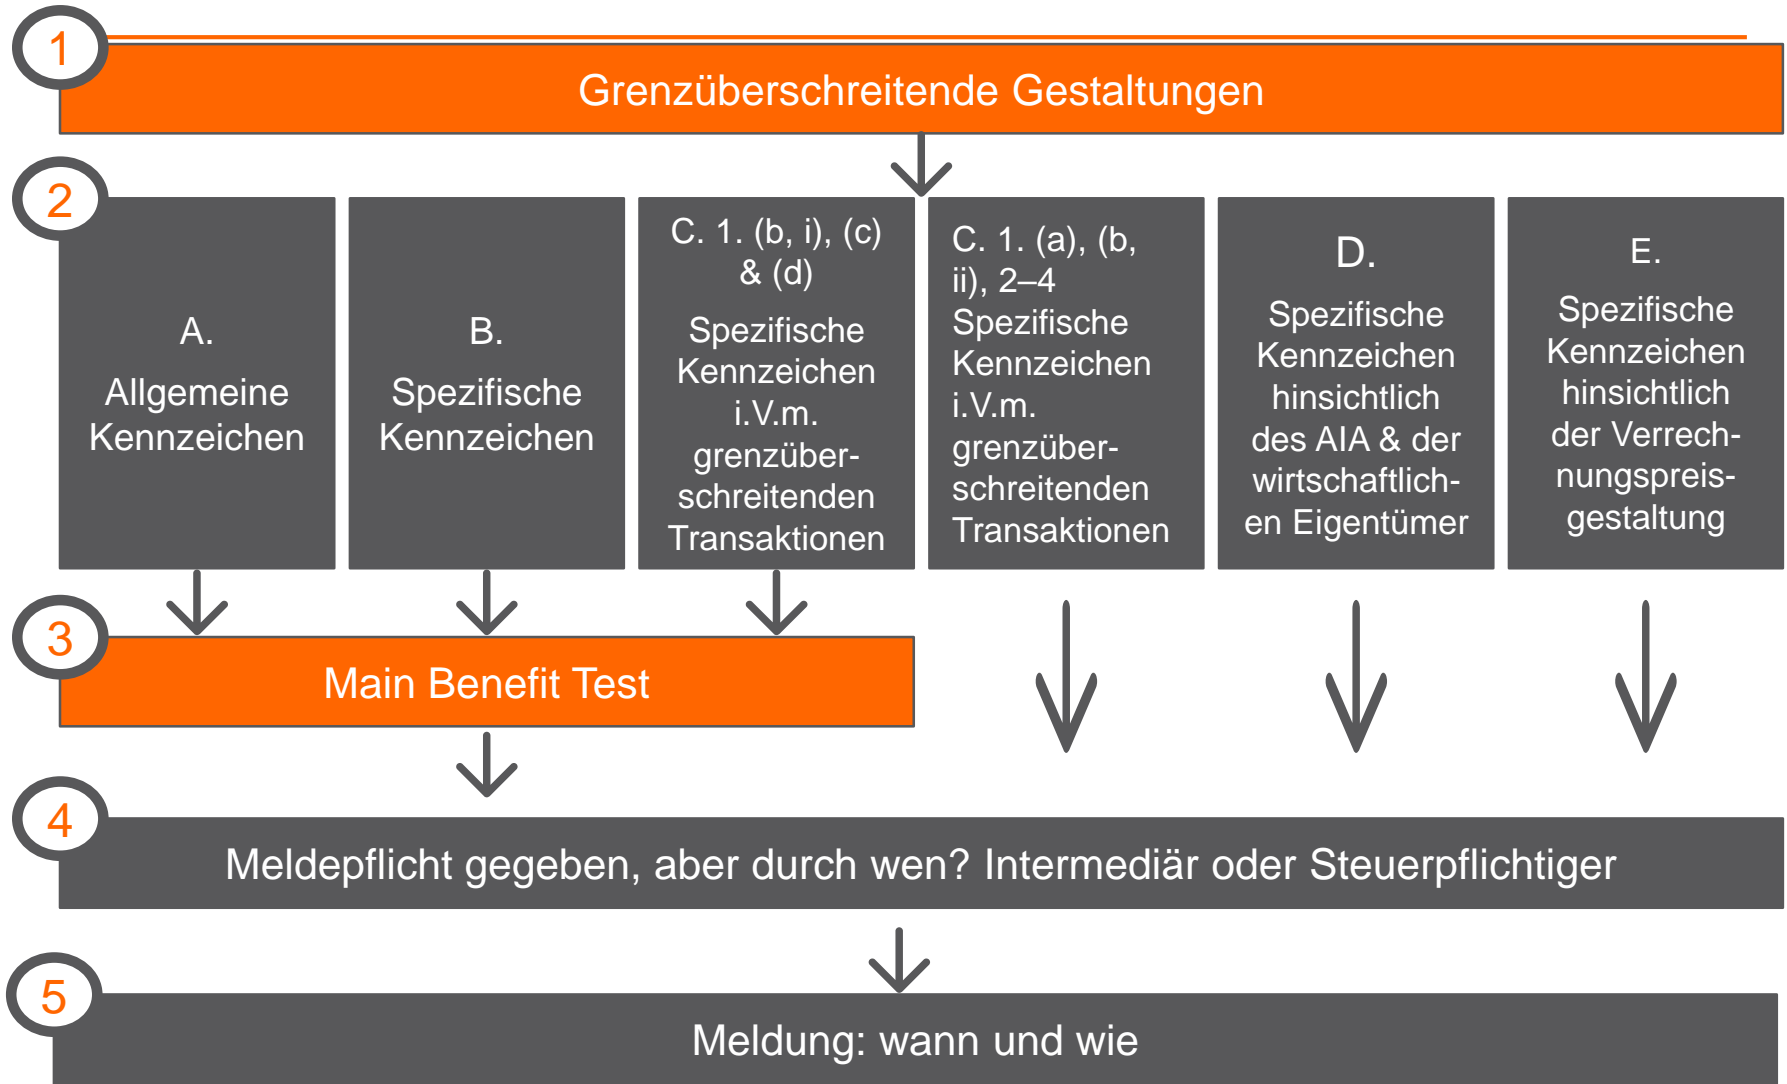 1
Grenzüberschreitende Gestaltungen
2
A.
Allgemeine
Kennzeichen
B.
Spezifische
Kennzeichen
C. 1. (b, i), (c)
& (d)
Spezifische
Kennzeichen
i.V.m.
grenzüber-
schreitenden
Transaktionen
C. 1. (a), (b,
ii), 2–4
Spezifische
Kennzeichen
i.V.m.
grenzüber-
schreitenden
Transaktionen
D.
Spezifische
Kennzeichen
hinsichtlich
des AIA & der
wirtschaftlich-
en Eigentümer
E.
Spezifische
Kennzeichen
hinsichtlich
der Verrech-
nungspreis-
gestaltung
3
Main Benefit Test
4
Meldepflicht gegeben, aber durch wen? Intermediär oder Steuerpflichtiger
5
Meldung: wann und wie